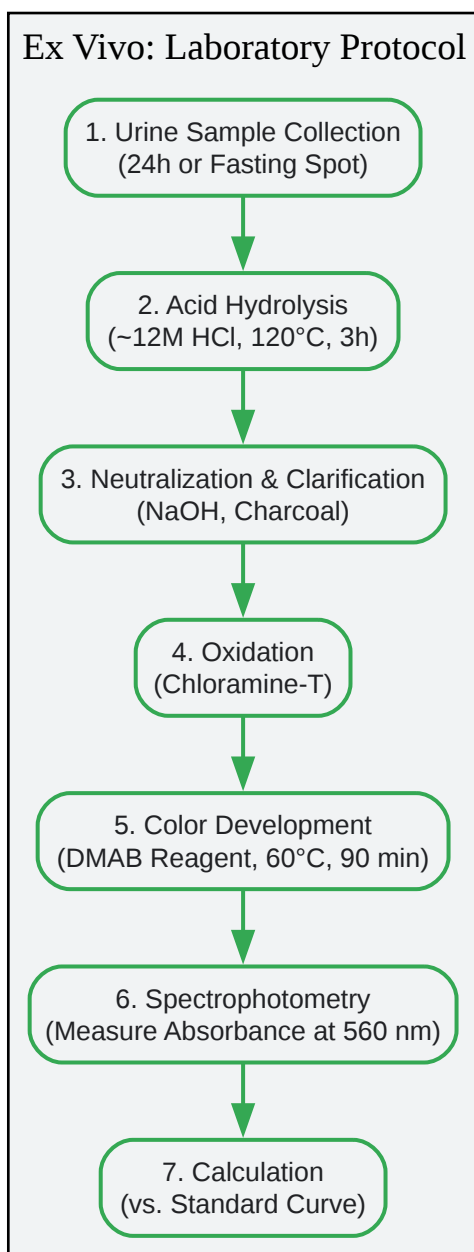 Ex Vivo: Laboratory Protocol
1. Urine Sample Collection
(24h or Fasting Spot)
2. Acid Hydrolysis
(~12M HCl, 120°C, 3h)
3. Neutralization & Clarification
(NaOH, Charcoal)
4. Oxidation
(Chloramine-T)
5. Color Development
(DMAB Reagent, 60°C, 90 min)
6. Spectrophotometry
(Measure Absorbance at 560 nm)
7. Calculation
(vs. Standard Curve)